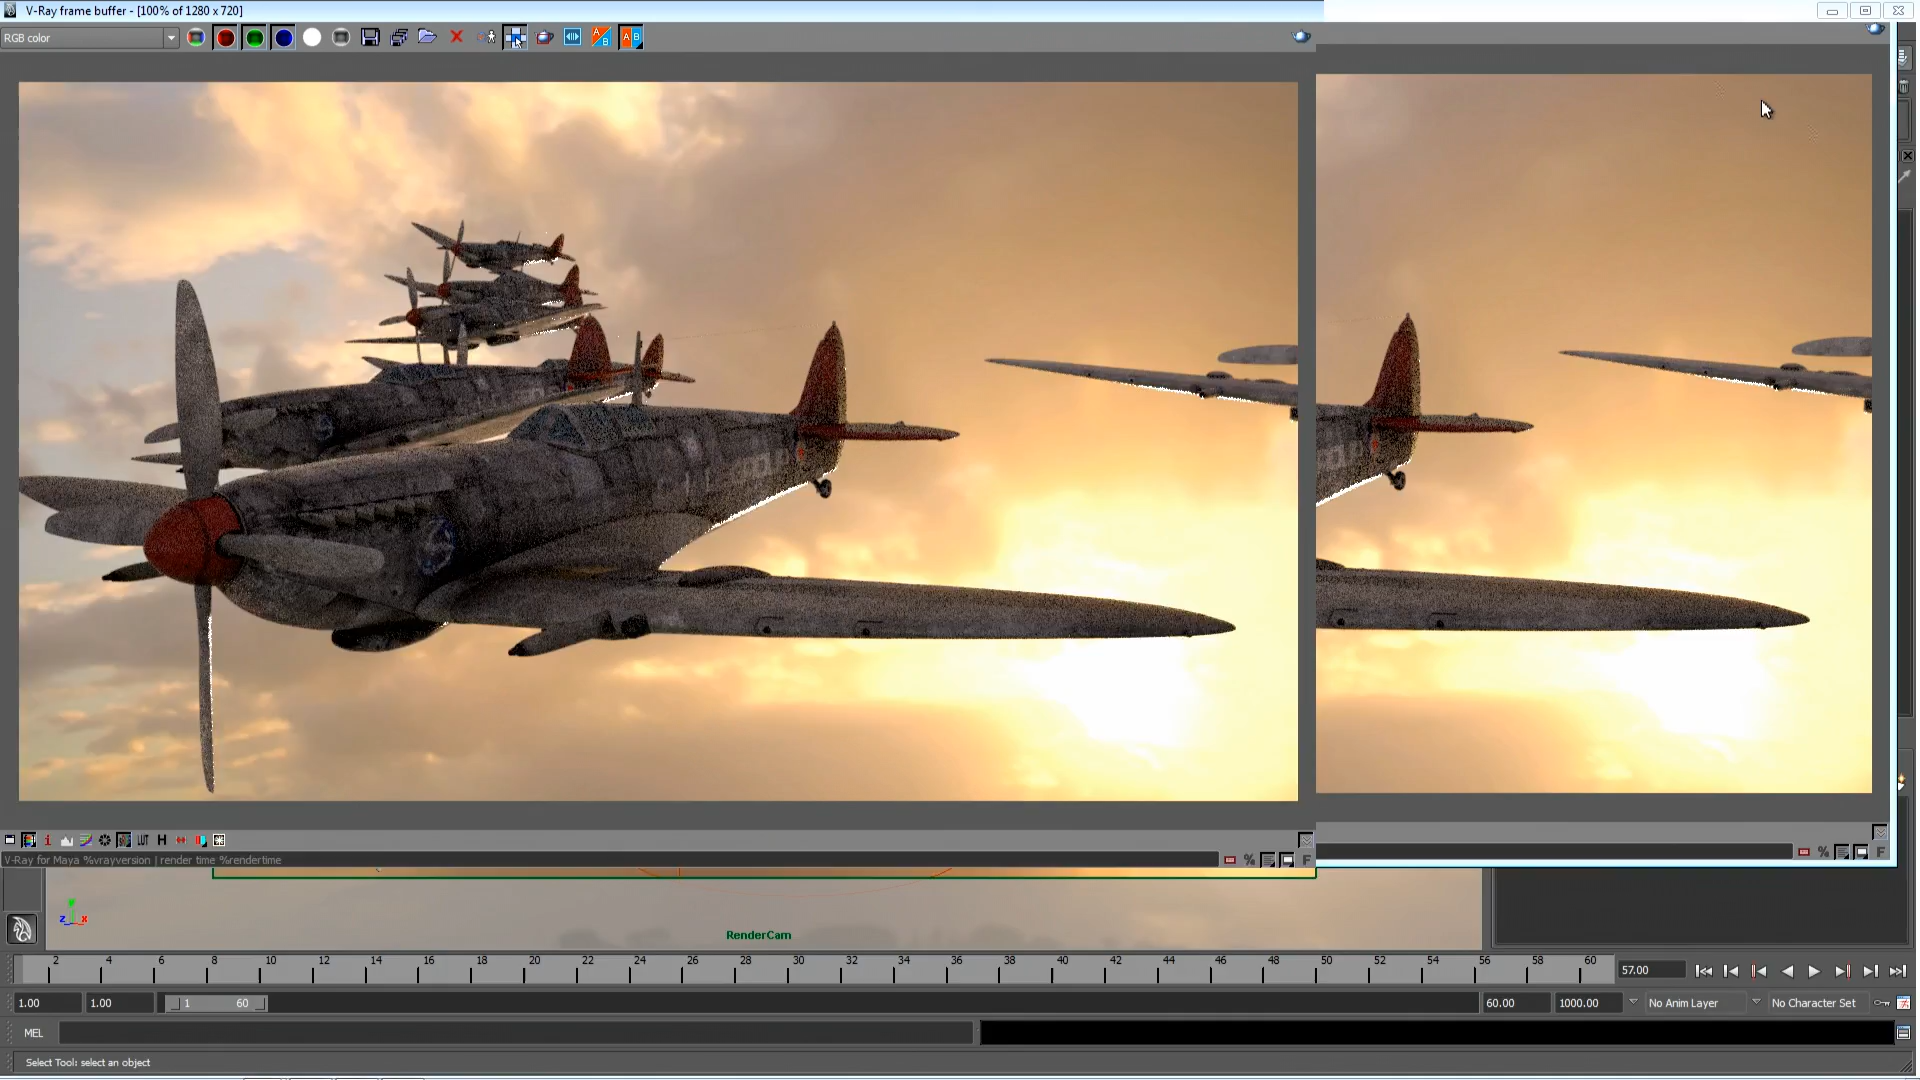 V-Ray frame buffer - [100% of 1280 x 720]
RGB color
LUT H
V-Ray for Maya %vrayversion | render time %rendertime
% F
% F
z x
RenderCam
2 4 6 8 10 12 14 16 18 20 22 24 26 28 30 32 34 36 38 40 42 44 46 48 50 52 54 56 58 60
57.00
1.00 1.00 1 60 60.00 1000.00 No Anim Layer No Character Set
MEL
Select Tool: select an object